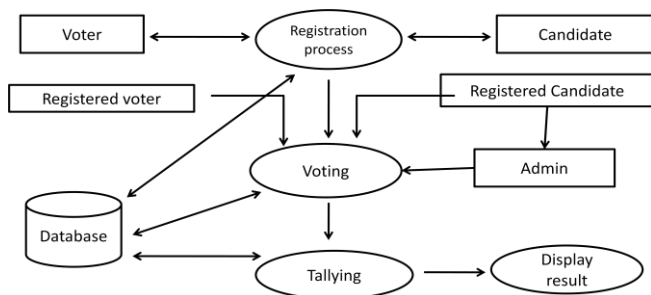 Voter
Registration
process
Candidate
Registered voter
Registered Candidate
Voting
Admin
Database
Tallying
Display
result